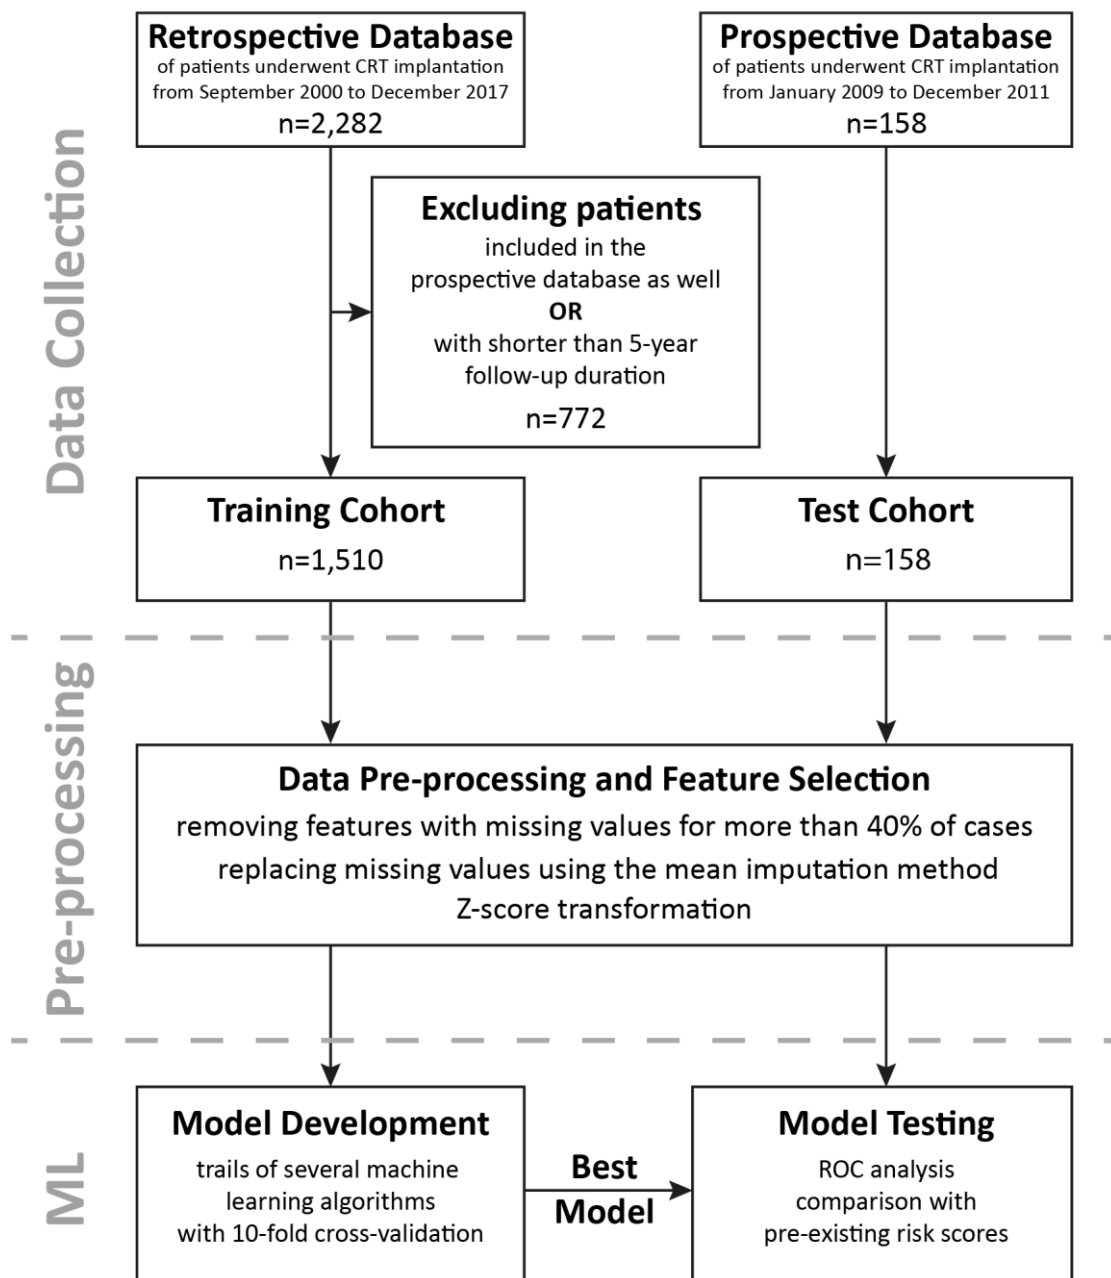 Data Collection
Retrospective Database
of patients underwent CRT implantation
from September 2000 to December 2017
n=2,282
Prospective Database
of patients underwent CRT implantation
from January 2009 to December 2011
n=158
Excluding patients
included in the
prospective database as well
OR
with shorter than 5-year
follow-up duration
n=772
Training Cohort
n=1,510
Test Cohort
n=158
Pre-processing
Data Pre-processing and Feature Selection
removing features with missing values for more than 40% of cases
replacing missing values using the mean imputation method
Z-score transformation
ML
Model Development
trails of several machine
learning algorithms
with 10-fold cross-validation
Best
Model
Model Testing
ROC analysis
comparison with
pre-existing risk scores